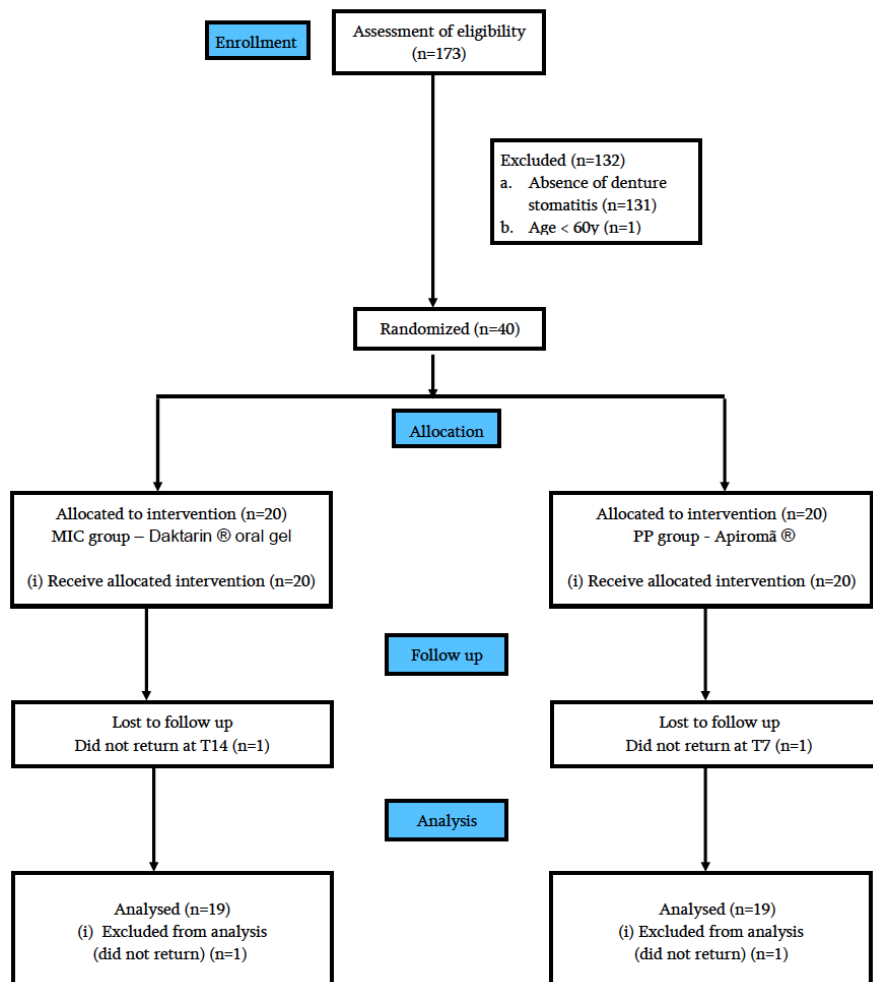 Enrollment
Assessment of eligibility
(n=173)
Excluded (n=132)
a. Absence of denture
stomatitis (n=131)
b. Age < 60y (n=1)
Randomized (n=40)
Allocation
Allocated to intervention (n=20)
MIC group – Daktarin ® oral gel
(i) Receive allocated intervention (n=20)
Allocated to intervention (n=20)
PP group - Apiromã ®
(i) Receive allocated intervention (n=20)
Follow up
Lost to follow up
Did not return at T14 (n=1)
Lost to follow up
Did not return at T7 (n=1)
Analysis
Analysed (n=19)
(i) Excluded from analysis
(did not return) (n=1)
Analysed (n=19)
(i) Excluded from analysis
(did not return) (n=1)